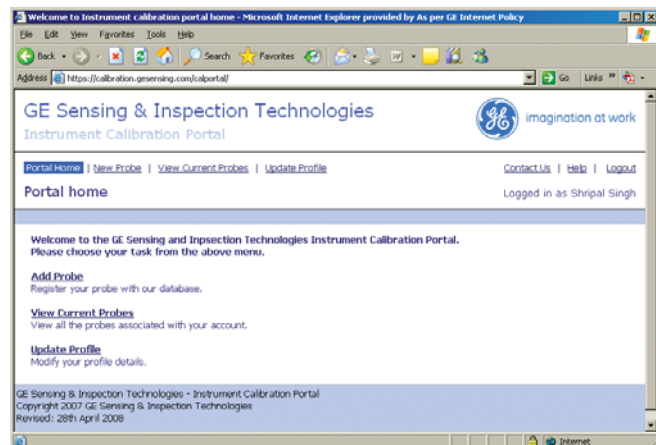 Welcome to Instrument calibration portal home - Microsoft Internet Explorer provided by As per GE Internet Policy
File Edit View Favorites Tools Help
Back Search Favorites
Address https://calibration.gesensing.com/calportal/ Go Links »
GE Sensing & Inspection Technologies
Instrument Calibration Portal
imagination at work
Portal Home | New Probe | View Current Probes | Update Profile
Contact Us | Help | Logout
Portal home
Logged in as Shripal Singh
Welcome to the GE Sensing and Inpsection Technologies Instrument Calibration Portal.
Please choose your task from the above menu.
Add Probe
Register your probe with our database.
View Current Probes
View all the probes associated with your account.
Update Profile
Modify your profile details.
GE Sensing & Inspection Technologies - Instrument Calibration Portal
Copyright 2007 GE Sensing & Inspection Technologies
Revised: 28th April 2008
Internet